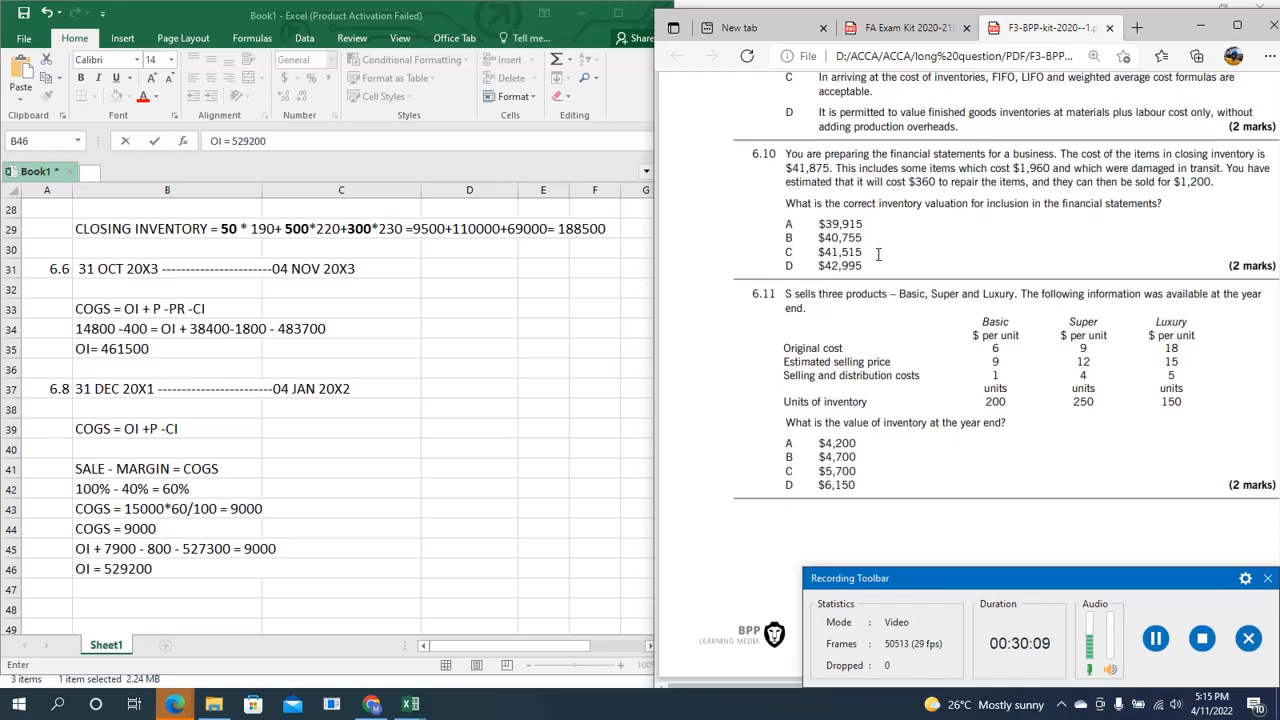 Book1 - Excel (Product Activation Failed)
File
Home
Insert
Page Layout
Formulas
Data
Review
View
Tell me...
Share
Paste
Calibri
14
B I U
General
Conditional Formatting
Format as Table
Cell Styles
Insert
Delete
Format
Clipboard
Font
Alignment
Number
Styles
Cells
Editing
B46
OI = 529200
Book1 *
A B C D E F G
28
29 CLOSING INVENTORY = 50 * 190+ 500*220+300*230 =9500+110000+69000= 188500
30
31 6.6 31 OCT 20X3 -----------------------04 NOV 20X3
32
33 COGS = OI + P -PR -CI
34 14800 -400 = OI + 38400-1800 - 483700
35 OI= 461500
36
37 6.8 31 DEC 20X1 ------------------------04 JAN 20X2
38
39 COGS = OI +P -CI
40
41 SALE - MARGIN = COGS
42 100% - 40% = 60%
43 COGS = 15000*60/100 = 9000
44 COGS = 9000
45 OI + 7900 - 800 - 527300 = 9000
46 OI = 529200
47
48
49
Sheet1
Enter
100%
3 items
1 item selected 2.24 MB
New tab
FA Exam Kit 2020-21
F3-BPP-kit-2020--1.p
File
D:/ACCA/ACCA/long%20question/PDF/F3-BPP-kit-2020--1.p...
C In arriving at the cost of inventories, FIFO, LIFO and weighted average cost formulas are
acceptable.
D It is permitted to value finished goods inventories at materials plus labour cost only, without
adding production overheads. (2 marks)
6.10 You are preparing the financial statements for a business. The cost of the items in closing inventory is
$41,875. This includes some items which cost $1,960 and which were damaged in transit. You have
estimated that it will cost $360 to repair the items, and they can then be sold for $1,200.
What is the correct inventory valuation for inclusion in the financial statements?
A $39,915
B $40,755
C $41,515
D $42,995 (2 marks)
6.11 S sells three products – Basic, Super and Luxury. The following information was available at the year
end.
Basic Super Luxury
$ per unit $ per unit $ per unit
Original cost 6 9 18
Estimated selling price 9 12 15
Selling and distribution costs 1 4 5
units units units
Units of inventory 200 250 150
What is the value of inventory at the year end?
A $4,200
B $4,700
C $5,700
D $6,150 (2 marks)
BPP
LEARNING MEDIA
Recording Toolbar
Statistics
Mode : Video
Frames : 50513 (29 fps)
Dropped : 0
Duration
00:30:09
Audio
26°C Mostly sunny
5:15 PM
4/11/2022
10